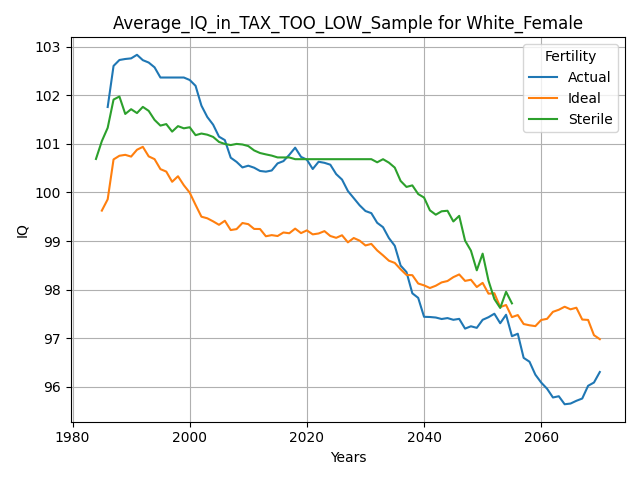 Average_IQ_in_TAX_TOO_LOW_Sample for White_Female
103
102
101
100
99
98
97
96
IQ
1980
2000
2020
2040
2060
Years
Fertility
Actual
Ideal
Sterile